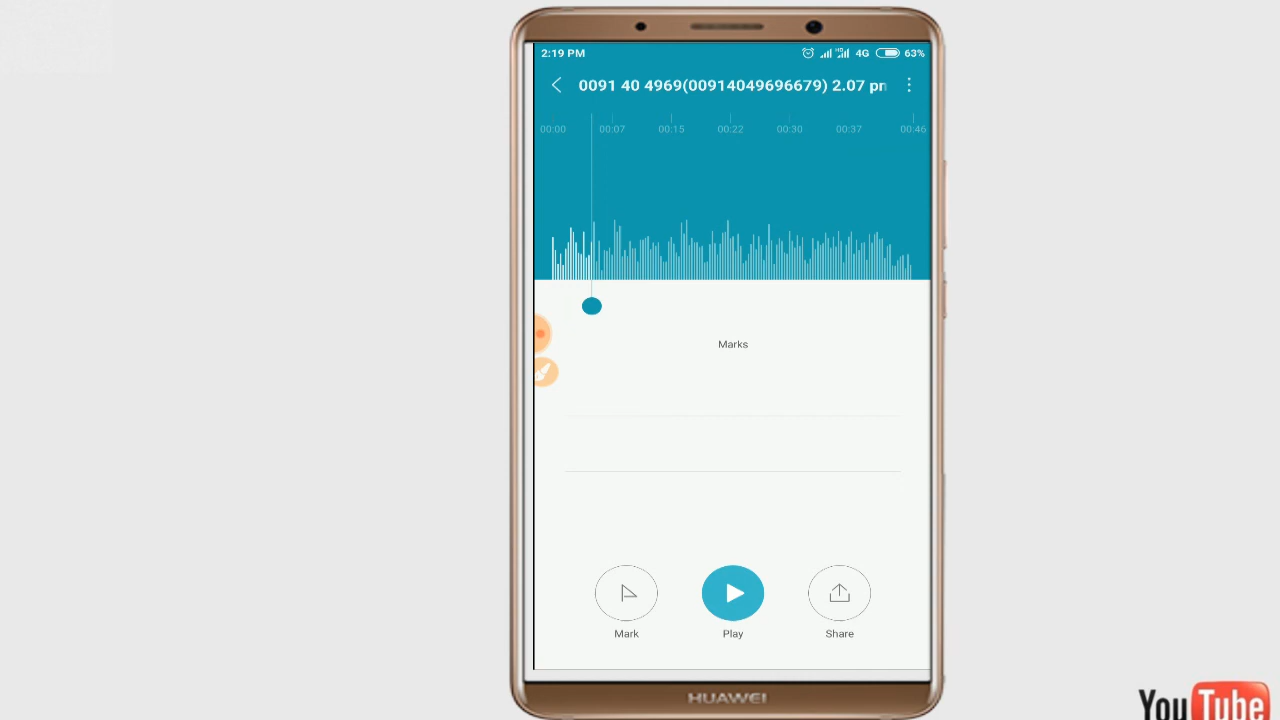 2:19 PM 4G 63%
0091 40 4969(00914049696679) 2.07 pm
00:00 00:07 00:15 00:22 00:30 00:37 00:46
Marks
Mark Play Share
HUAWEI
YouTube